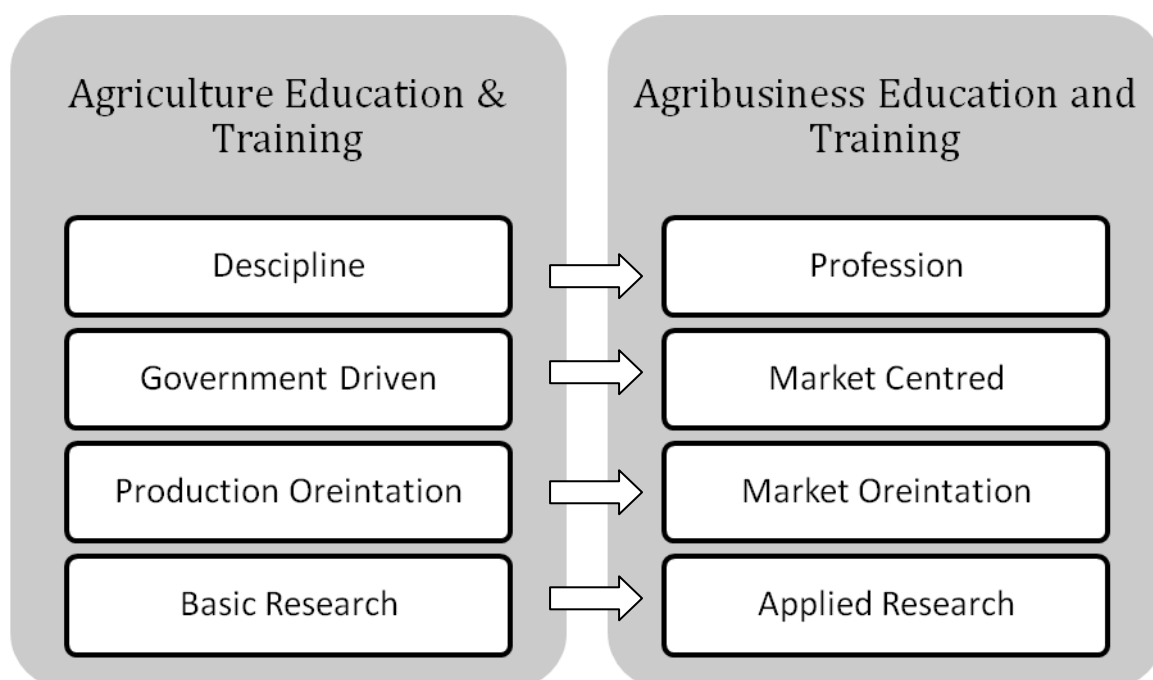 Agriculture Education &
Training
Descipline
Government Driven
Production Oreintation
Basic Research
Agribusiness Education and
Training
Profession
Market Centred
Market Oreintation
Applied Research